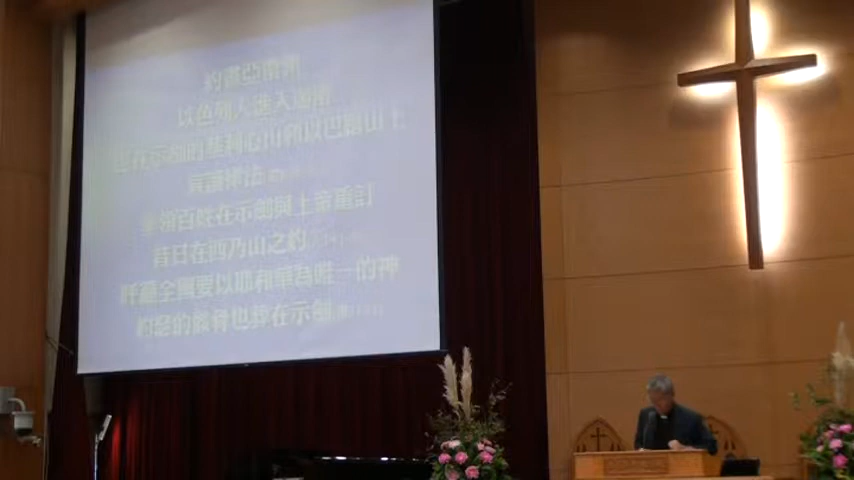 約書亞時期
以色列人進入迦南
在示劍的基利心山和以巴路山上
宣讀律法
率領百姓在示劍與上帝重訂
昔日在西乃山之約
呼籲全國要以耶和華為唯一的神
約瑟的骸骨也葬在示劍